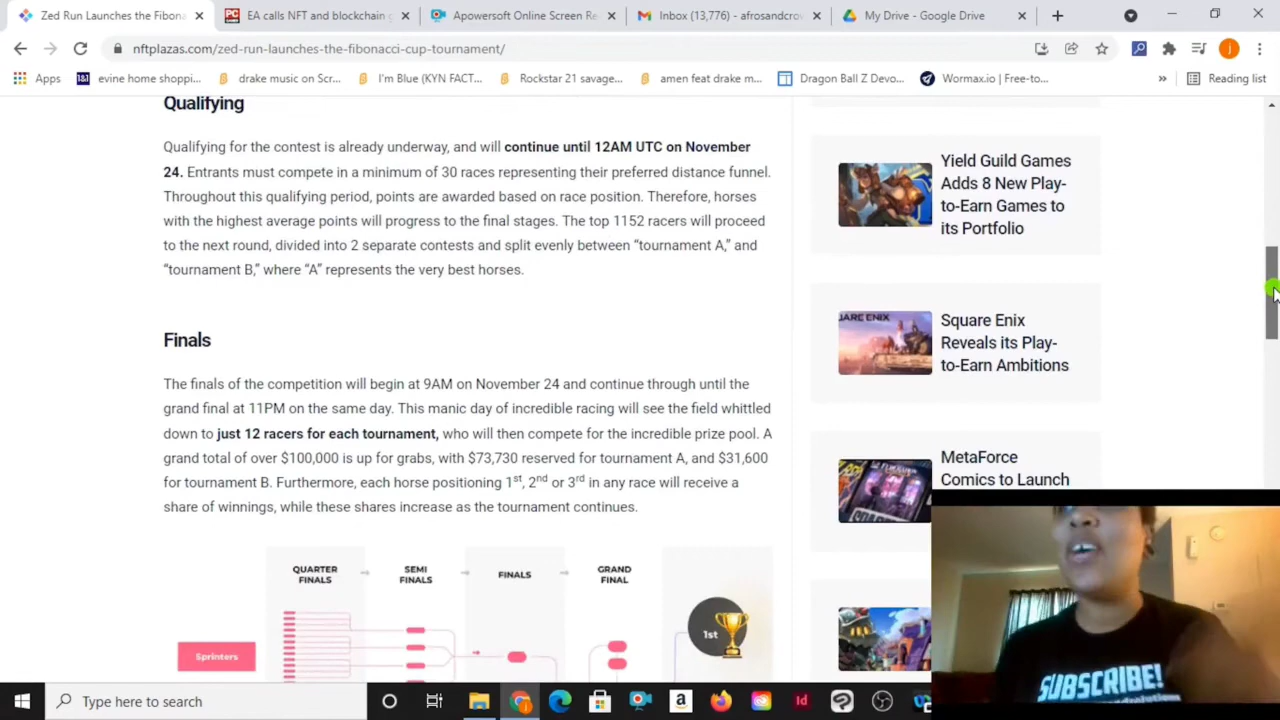 Zed Run Launches the Fibona
EA calls NFT and blockchain g
Apowersoft Online Screen Re
Inbox (13,776) - afrosandcro
My Drive - Google Drive
nftplazas.com/zed-run-launches-the-fibonacci-cup-tournament/
J
Apps
evine home shoppi...
drake music on Scr...
I'm Blue (KYN FACT...
Rockstar 21 savage...
amen feat drake m...
Dragon Ball Z Devo...
Wormax.io | Free-to...
»
Reading list
Qualifying
Qualifying for the contest is already underway, and will continue until 12AM UTC on November
24. Entrants must compete in a minimum of 30 races representing their preferred distance funnel.
Throughout this qualifying period, points are awarded based on race position. Therefore, horses
with the highest average points will progress to the final stages. The top 1152 racers will proceed
to the next round, divided into 2 separate contests and split evenly between “tournament A,” and
“tournament B,” where “A” represents the very best horses.
Finals
The finals of the competition will begin at 9AM on November 24 and continue through until the
grand final at 11PM on the same day. This manic day of incredible racing will see the field whittled
down to just 12 racers for each tournament, who will then compete for the incredible prize pool. A
grand total of over $100,000 is up for grabs, with $73,730 reserved for tournament A, and $31,600
for tournament B. Furthermore, each horse positioning 1st, 2nd or 3rd in any race will receive a
share of winnings, while these shares increase as the tournament continues.
QUARTER
FINALS
SEMI
FINALS
FINALS
GRAND
FINAL
1st
Sprinters
Yield Guild Games
Adds 8 New Play-
to-Earn Games to
its Portfolio
UARE ENIX
Square Enix
Reveals its Play-
to-Earn Ambitions
MetaForce
Comics to Launch
SUBSCRIBE!
Type here to search